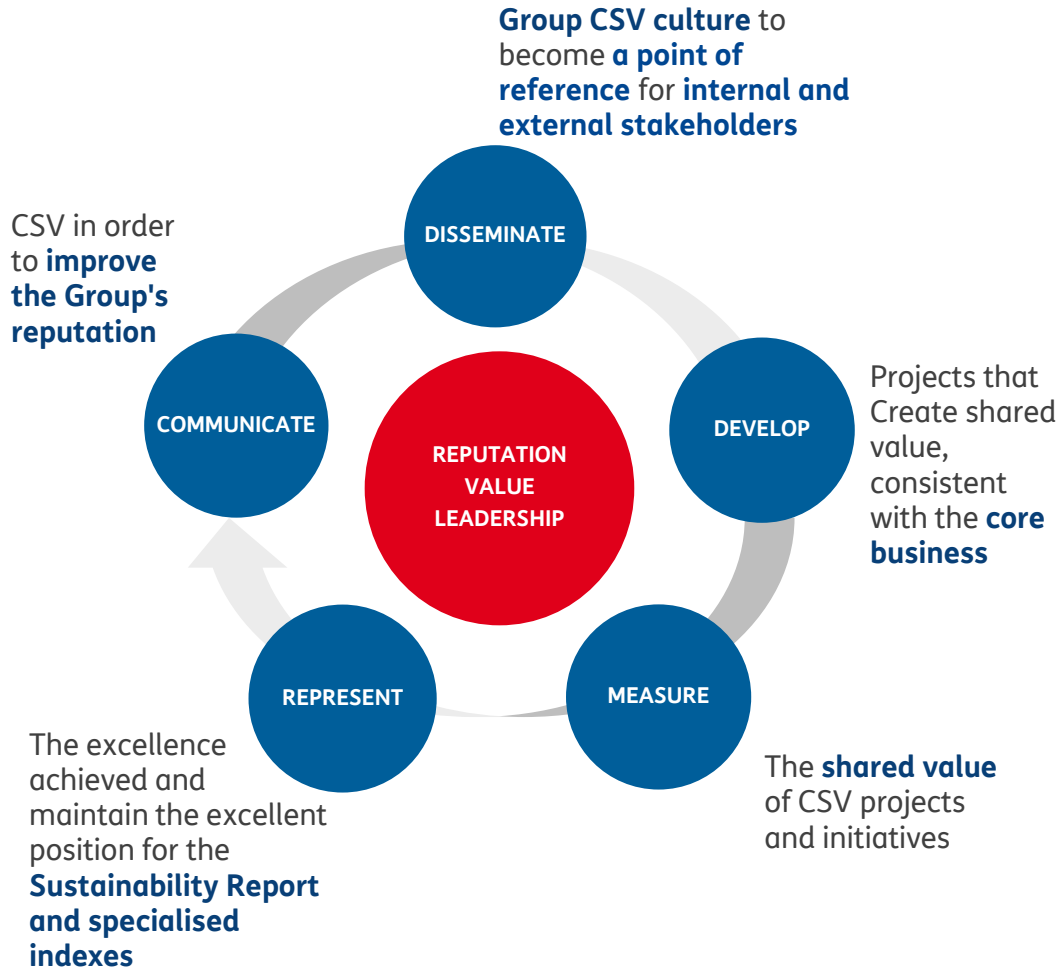 Group CSV culture to
become a point of
reference for internal and
external stakeholders
DISSEMINATE
CSV in order
to improve
the Group's
reputation
COMMUNICATE
REPUTATION
VALUE
LEADERSHIP
DEVELOP
Projects that
Create shared
value,
consistent
with the core
business
REPRESENT
The excellence
achieved and
maintain the excellent
position for the
Sustainability Report
and specialised
indexes
MEASURE
The shared value
of CSV projects
and initiatives